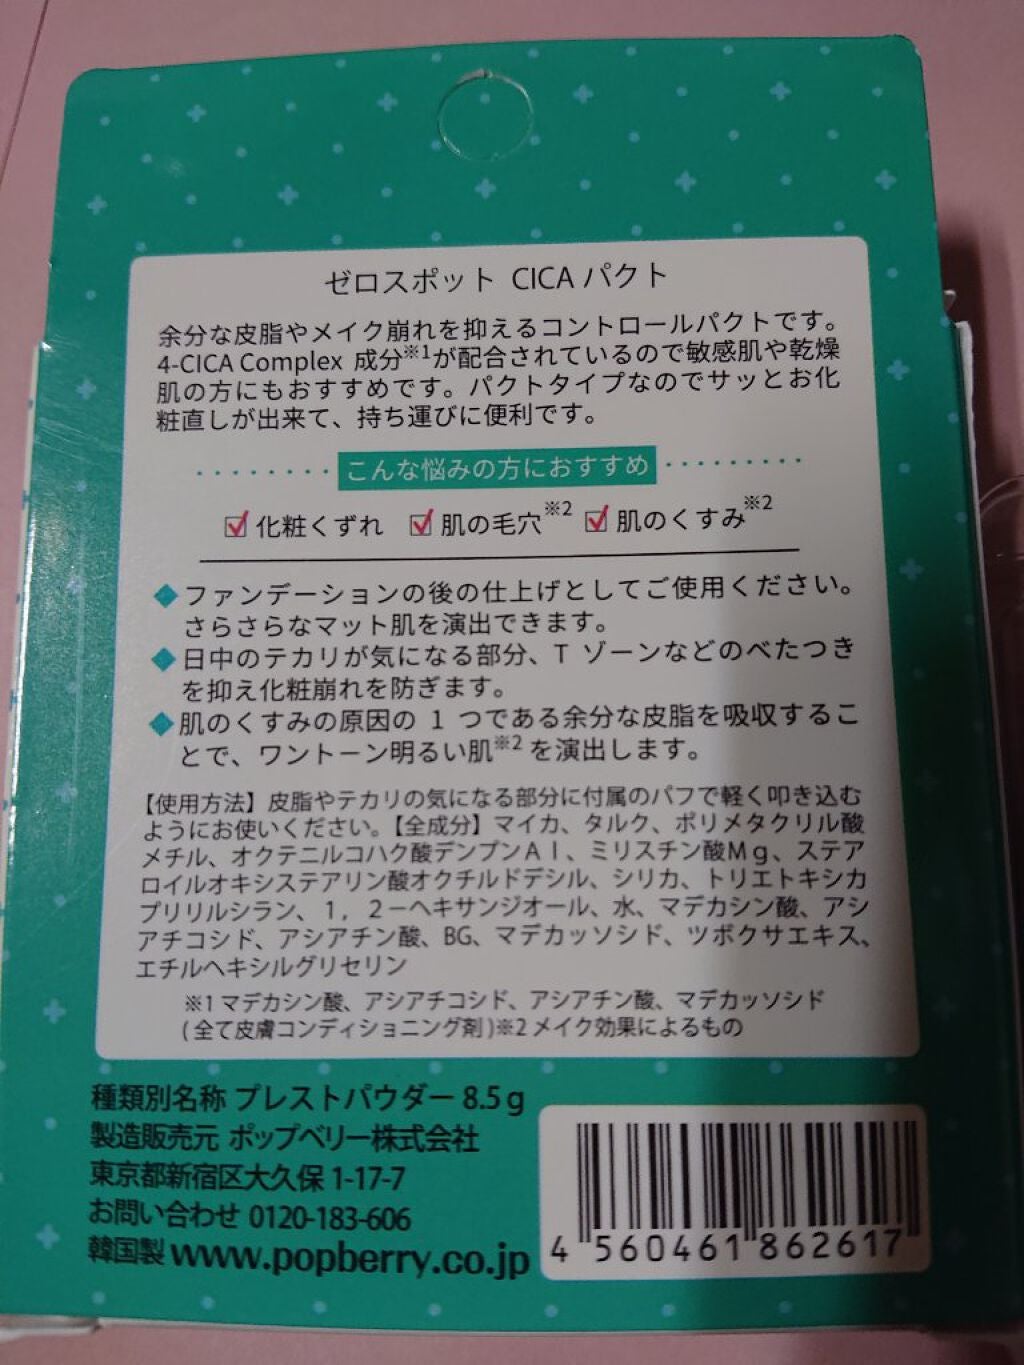 ゼロスポット CICA パクト
余分な皮脂やメイク崩れを抑えるコントロールパクトです。
4-CICA Complex 成分※1が配合されているので敏感肌や乾燥
肌の方にもおすすめです。パクトタイプなのでサッとお化
粧直しが出来て、持ち運びに便利です。
こんな悩みの方におすすめ
化粧くずれ 肌の毛穴※2 肌のくすみ※2
◆ファンデーションの後の仕上げとしてご使用ください。
さらさらなマット肌を演出できます。
◆日中のテカリが気になる部分、T ゾーンなどのべたつき
を抑え化粧崩れを防ぎます。
◆肌のくすみの原因の 1 つである余分な皮脂を吸収するこ
とで、ワントーン明るい肌※2 を演出します。
【使用方法】皮脂やテカリの気になる部分に付属のパフで軽く叩き込む
ようにお使いください。【全成分】マイカ、タルク、ポリメタクリル酸
メチル、オクテニルコハク酸デンプンAl、ミリスチン酸Mg、ステア
ロイルオキシステアリン酸オクチルドデシル、シリカ、トリエトキシカ
プリリルシラン、1，2－ヘキサンジオール、水、マデカシン酸、アシ
アチコシド、アシアチン酸、BG、マデカッソシド、ツボクサエキス、
エチルヘキシルグリセリン
※1 マデカシン酸、アシアチコシド、アシアチン酸、マデカッソシド
(全て皮膚コンディショニング剤)※2 メイク効果によるもの
種類別名称 プレストパウダー 8.5g
製造販売元 ポップベリー株式会社
東京都新宿区大久保 1-17-7
お問い合わせ 0120-183-606
韓国製 www.popberry.co.jp
4 560461 862617